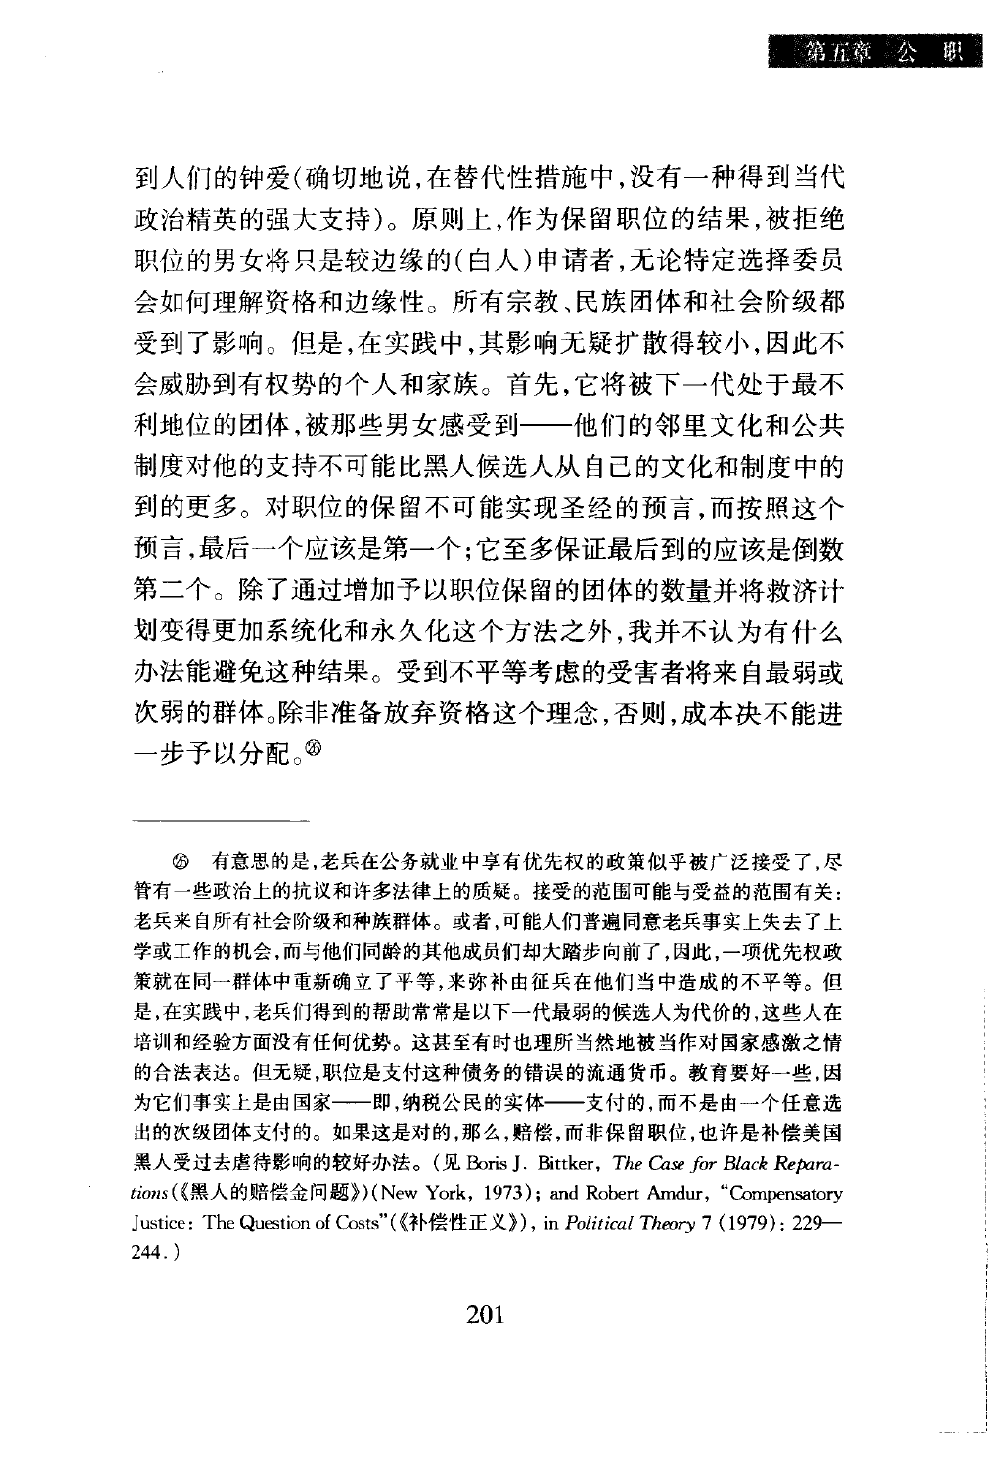 第五章 公 职
到人们的钟爱(确切地说,在替代性措施中,没有一种得到当代
政治精英的强大支持)。原则上,作为保留职位的结果,被拒绝
职位的男女将只是较边缘的(白人)申请者,无论特定选择委员
会如何理解资格和边缘性。所有宗教、民族团体和社会阶级都
受到了影响。但是,在实践中,其影响无疑扩散得较小,因此不
会威胁到有权势的个人和家族。首先,它将被下一代处于最不
利地位的团体,被那些男女感受到——他们的邻里文化和公共
制度对他的支持不可能比黑人候选人从自己的文化和制度中的
到的更多。对职位的保留不可能实现圣经的预言,而按照这个
预言,最后一个应该是第一个;它至多保证最后到的应该是倒数
第二个。除了通过增加予以职位保留的团体的数量并将救济计
划变得更加系统化和永久化这个方法之外,我并不认为有什么
办法能避免这种结果。受到不平等考虑的受害者将来自最弱或
次弱的群体。除非准备放弃资格这个理念,否则,成本决不能进
一步予以分配。㉖
㉖ 有意思的是,老兵在公务就业中享有优先权的政策似乎被广泛接受了,尽
管有一些政治上的抗议和许多法律上的质疑。接受的范围可能与受益的范围有关:
老兵来自所有社会阶级和种族群体。或者,可能人们普遍同意老兵事实上失去了上
学或工作的机会,而与他们同龄的其他成员们却大踏步向前了,因此,一项优先权政
策就在同一群体中重新确立了平等,来弥补由征兵在他们当中造成的不平等。但
是,在实践中,老兵们得到的帮助常常是以下一代最弱的候选人为代价的,这些人在
培训和经验方面没有任何优势。这甚至有时也理所当然地被当作对国家感激之情
的合法表达。但无疑,职位是支付这种债务的错误的流通货币。教育要好一些,因
为它们事实上是由国家——即,纳税公民的实体——支付的,而不是由一个任意选
出的次级团体支付的。如果这是对的,那么,赔偿,而非保留职位,也许是补偿美国
黑人受过去虐待影响的较好办法。(见 Boris J. Bittker, The Case for Black Repara-
tions(《黑人的赔偿金问题》)(New York, 1973); and Robert Amdur, “Compensatory
Justice: The Question of Costs”(《补偿性正义》), in Political Theory 7 (1979): 229—
244.)
201